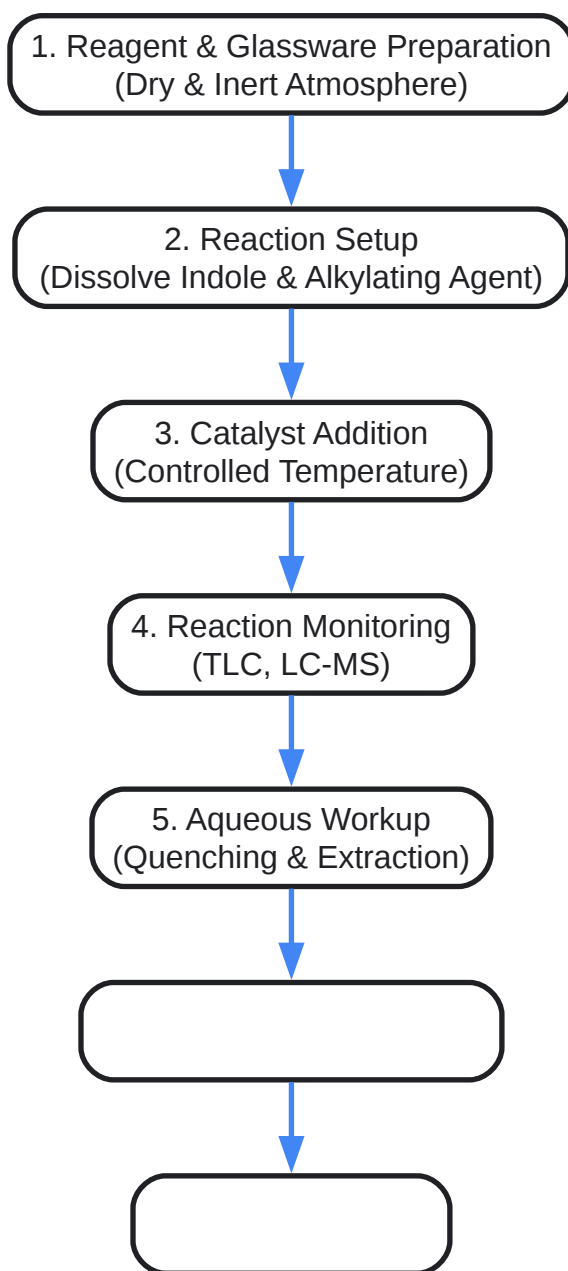 1. Reagent & Glassware Preparation
(Dry & Inert Atmosphere)
2. Reaction Setup
(Dissolve Indole & Alkylating Agent)
3. Catalyst Addition
(Controlled Temperature)
4. Reaction Monitoring
(TLC, LC-MS)
5. Aqueous Workup
(Quenching & Extraction)